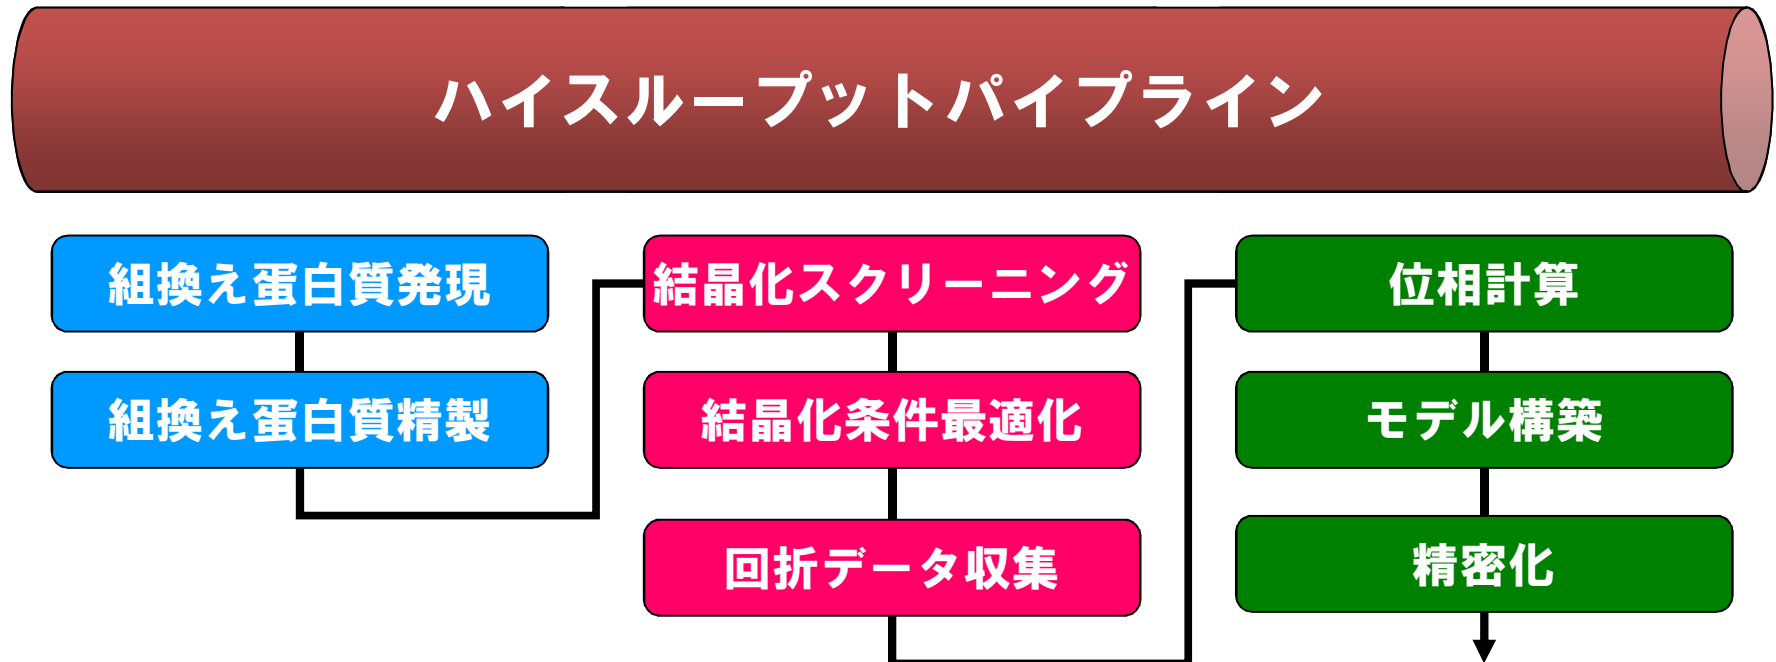 ハイスループットパイプライン
組換え蛋白質発現
組換え蛋白質精製
結晶化スクリーニング
結晶化条件最適化
回折データ収集
位相計算
モデル構築
精密化